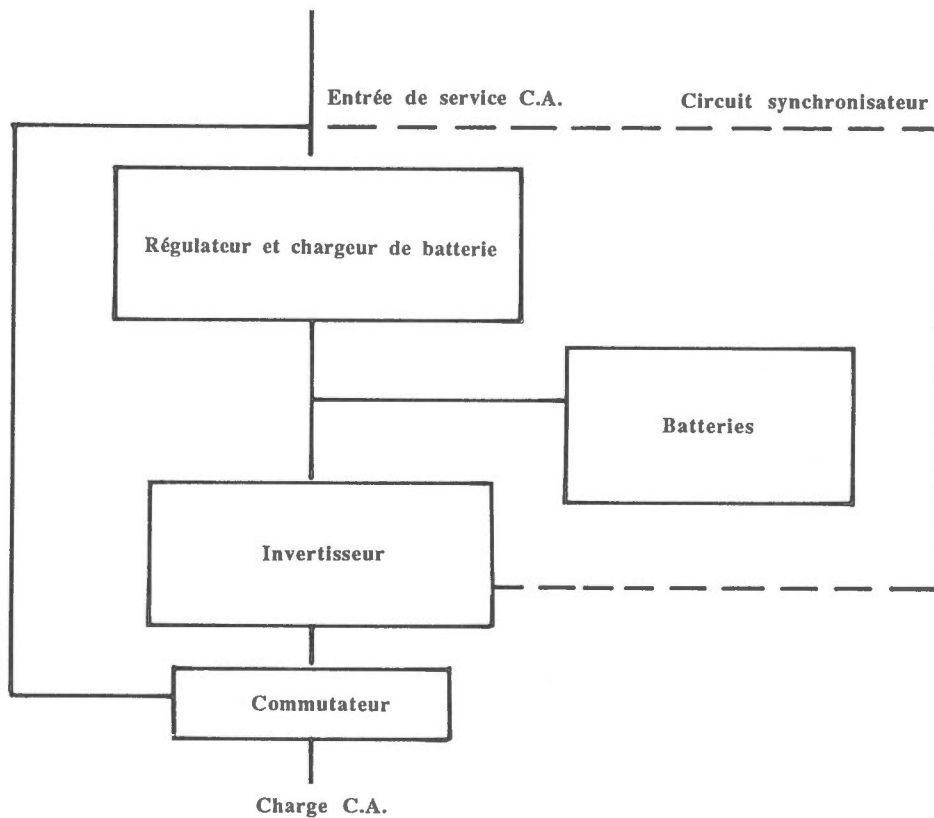 Entrée de service C.A.
Circuit synchronisateur
Régulateur et chargeur de batterie
Batteries
Invertisseur
Commutateur
Charge C.A.